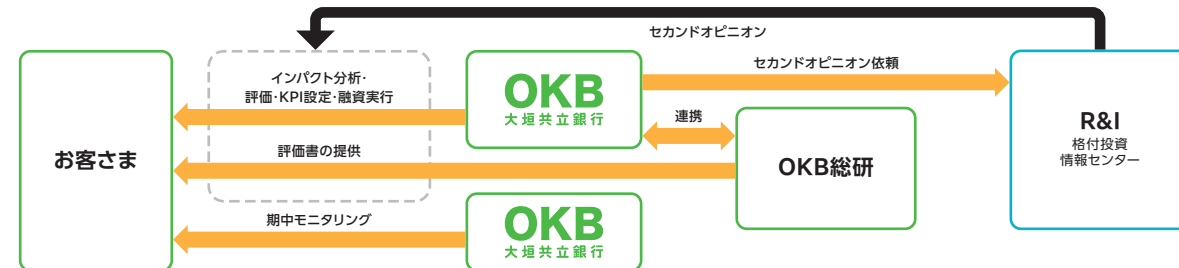 セカンドオピニオン
お客さま
インパクト分析・
評価・KPI設定・融資実行
OKB
大垣共立銀行
セカンドオピニオン依頼
連携
評価書の提供
OKB総研
R&I
格付投資
情報センター
期中モニタリング
OKB
大垣共立銀行